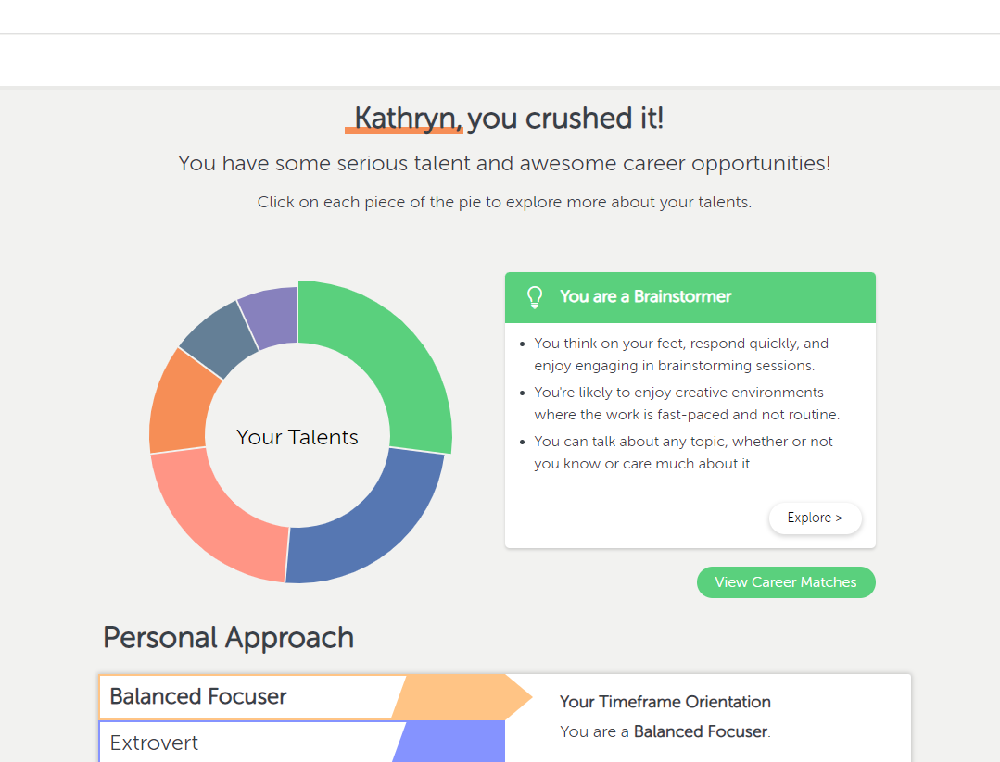 Kathryn, you crushed it!
You have some serious talent and awesome career opportunities!
Click on each piece of the pie to explore more about your talents.
Your Talents
You are a Brainstormer
• You think on your feet, respond quickly, and
enjoy engaging in brainstorming sessions.
• You're likely to enjoy creative environments
where the work is fast-paced and not routine.
• You can talk about any topic, whether or not
you know or care much about it.
Explore >
View Career Matches
Personal Approach
Balanced Focuser
Extrovert
Your Timeframe Orientation
You are a Balanced Focuser.